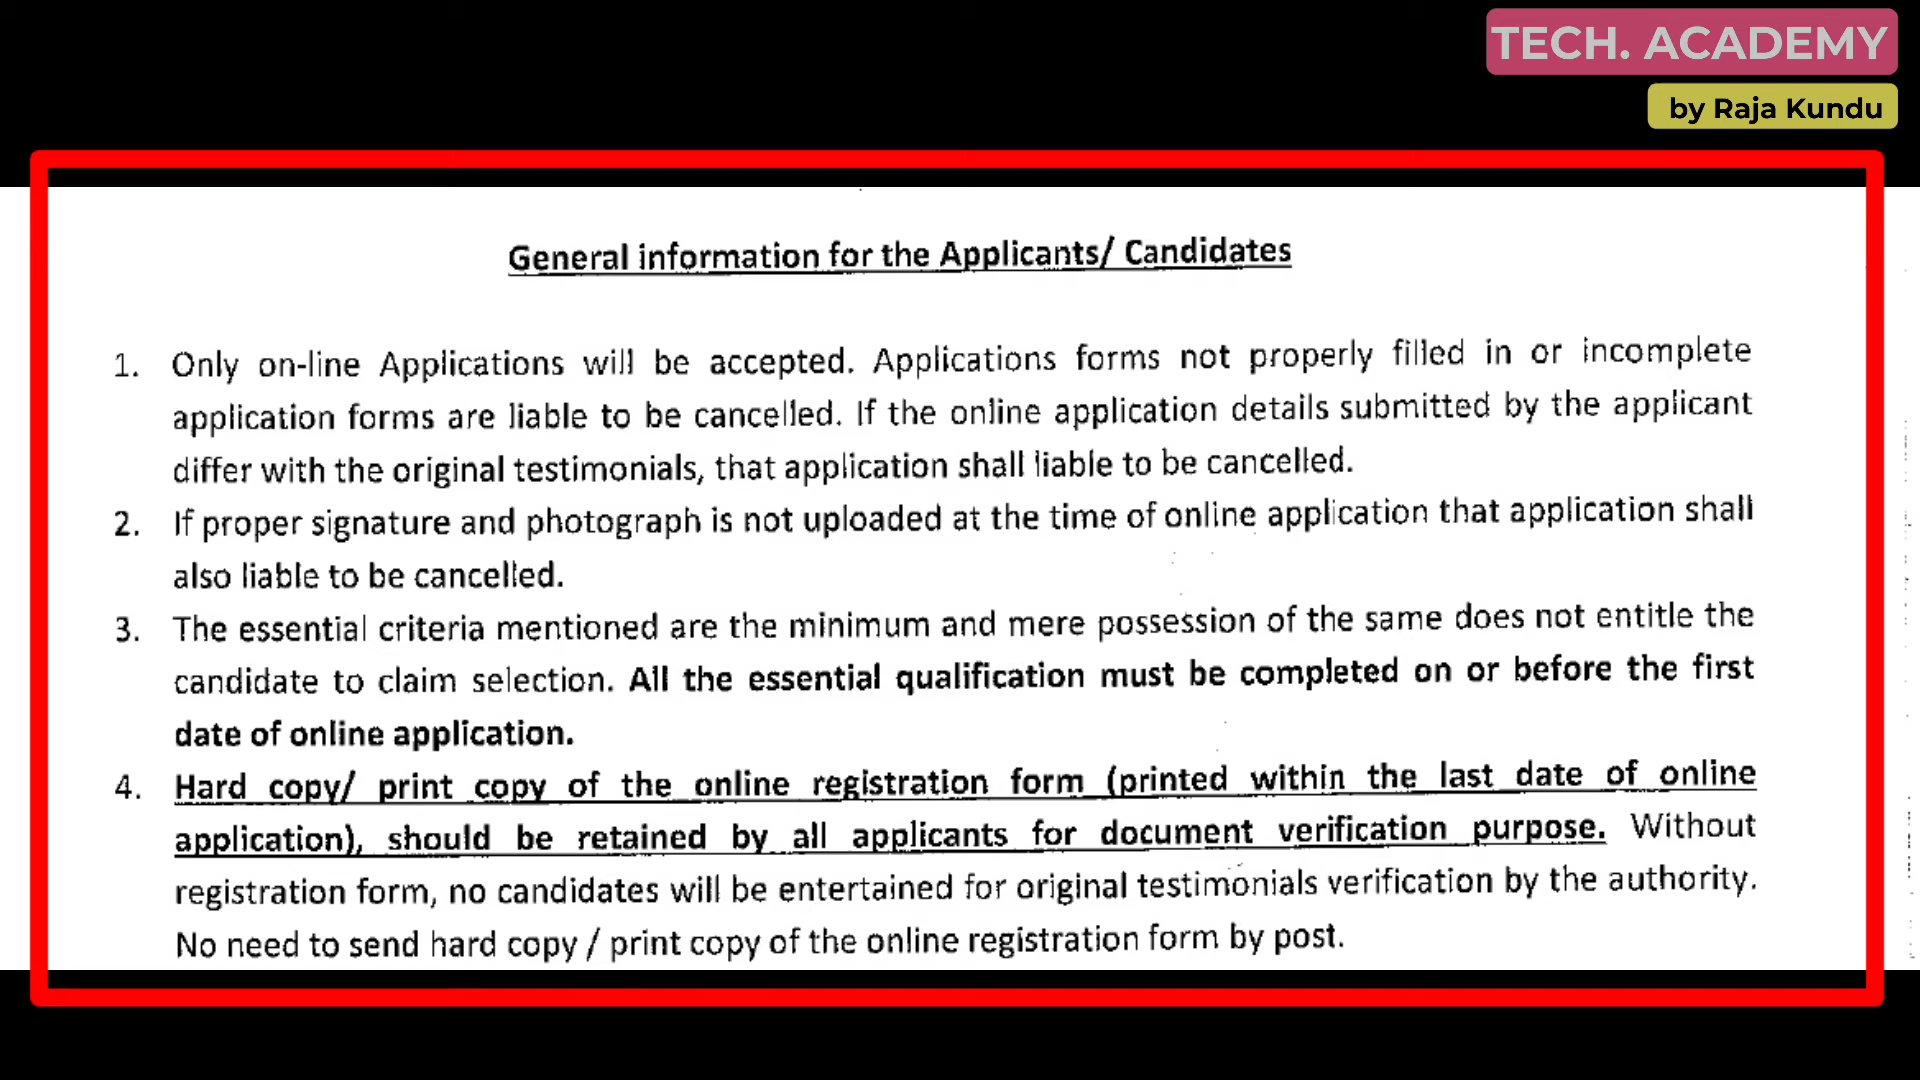 TECH. ACADEMY
by Raja Kundu
General information for the Applicants/ Candidates
1. Only on-line Applications will be accepted. Applications forms not properly filled in or incomplete
application forms are liable to be cancelled. If the online application details submitted by the applicant
differ with the original testimonials, that application shall liable to be cancelled.
2. If proper signature and photograph is not uploaded at the time of online application that application shall
also liable to be cancelled.
3. The essential criteria mentioned are the minimum and mere possession of the same does not entitle the
candidate to claim selection. All the essential qualification must be completed on or before the first
date of online application.
4. Hard copy/ print copy of the online registration form (printed within the last date of online
application), should be retained by all applicants for document verification purpose. Without
registration form, no candidates will be entertained for original testimonials verification by the authority.
No need to send hard copy / print copy of the online registration form by post.